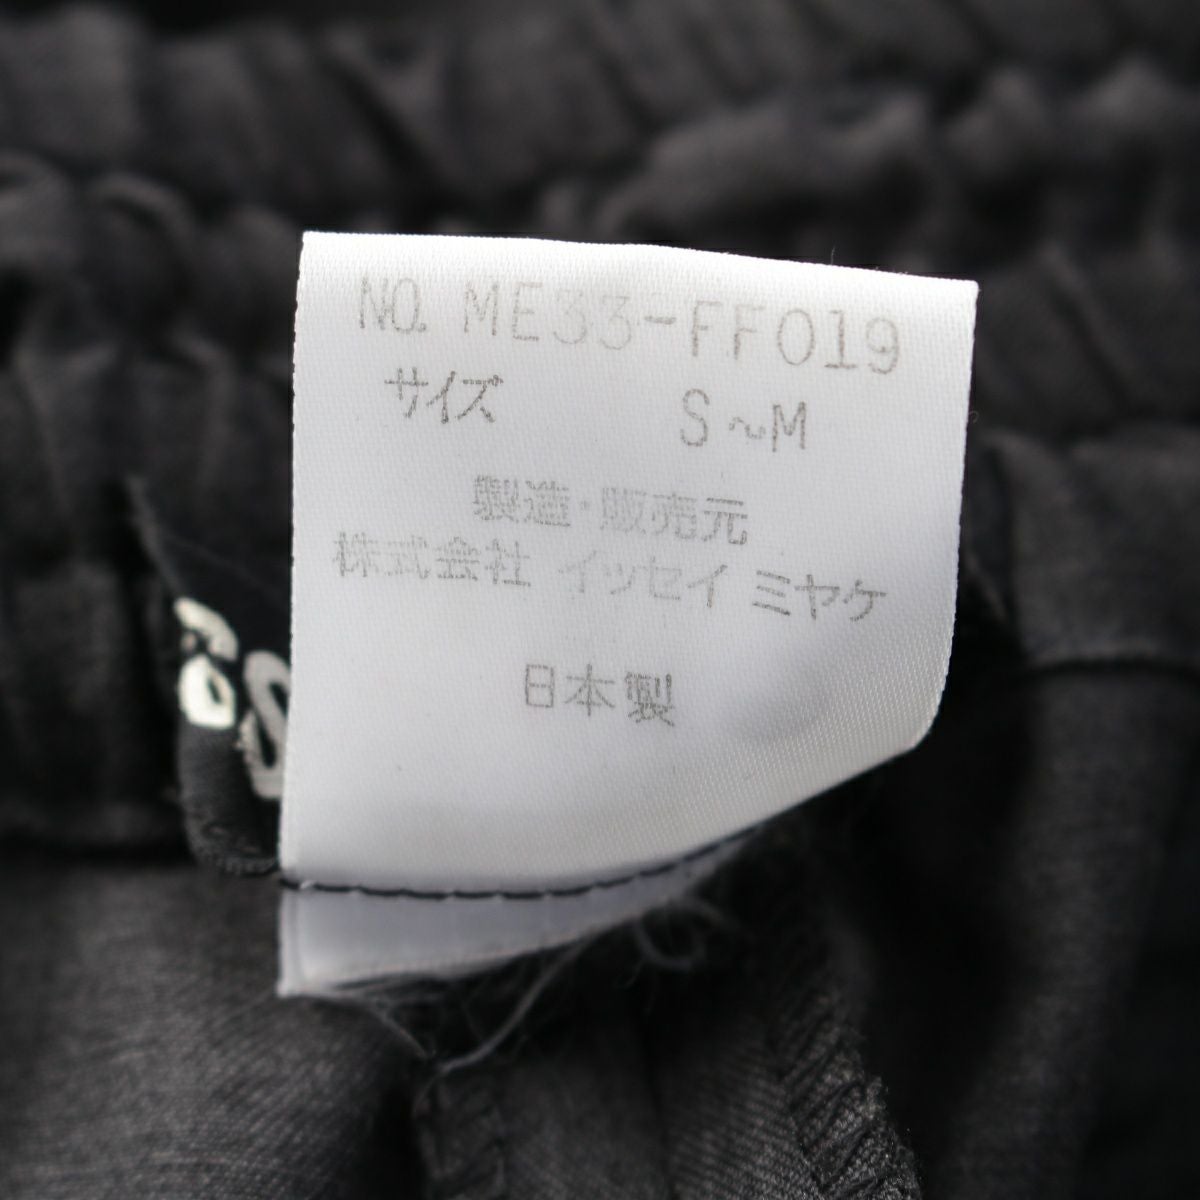 NO. ME33-FF019
サイズ S～M
製造・販売元
株式会社 イッセイ ミヤケ
日本製